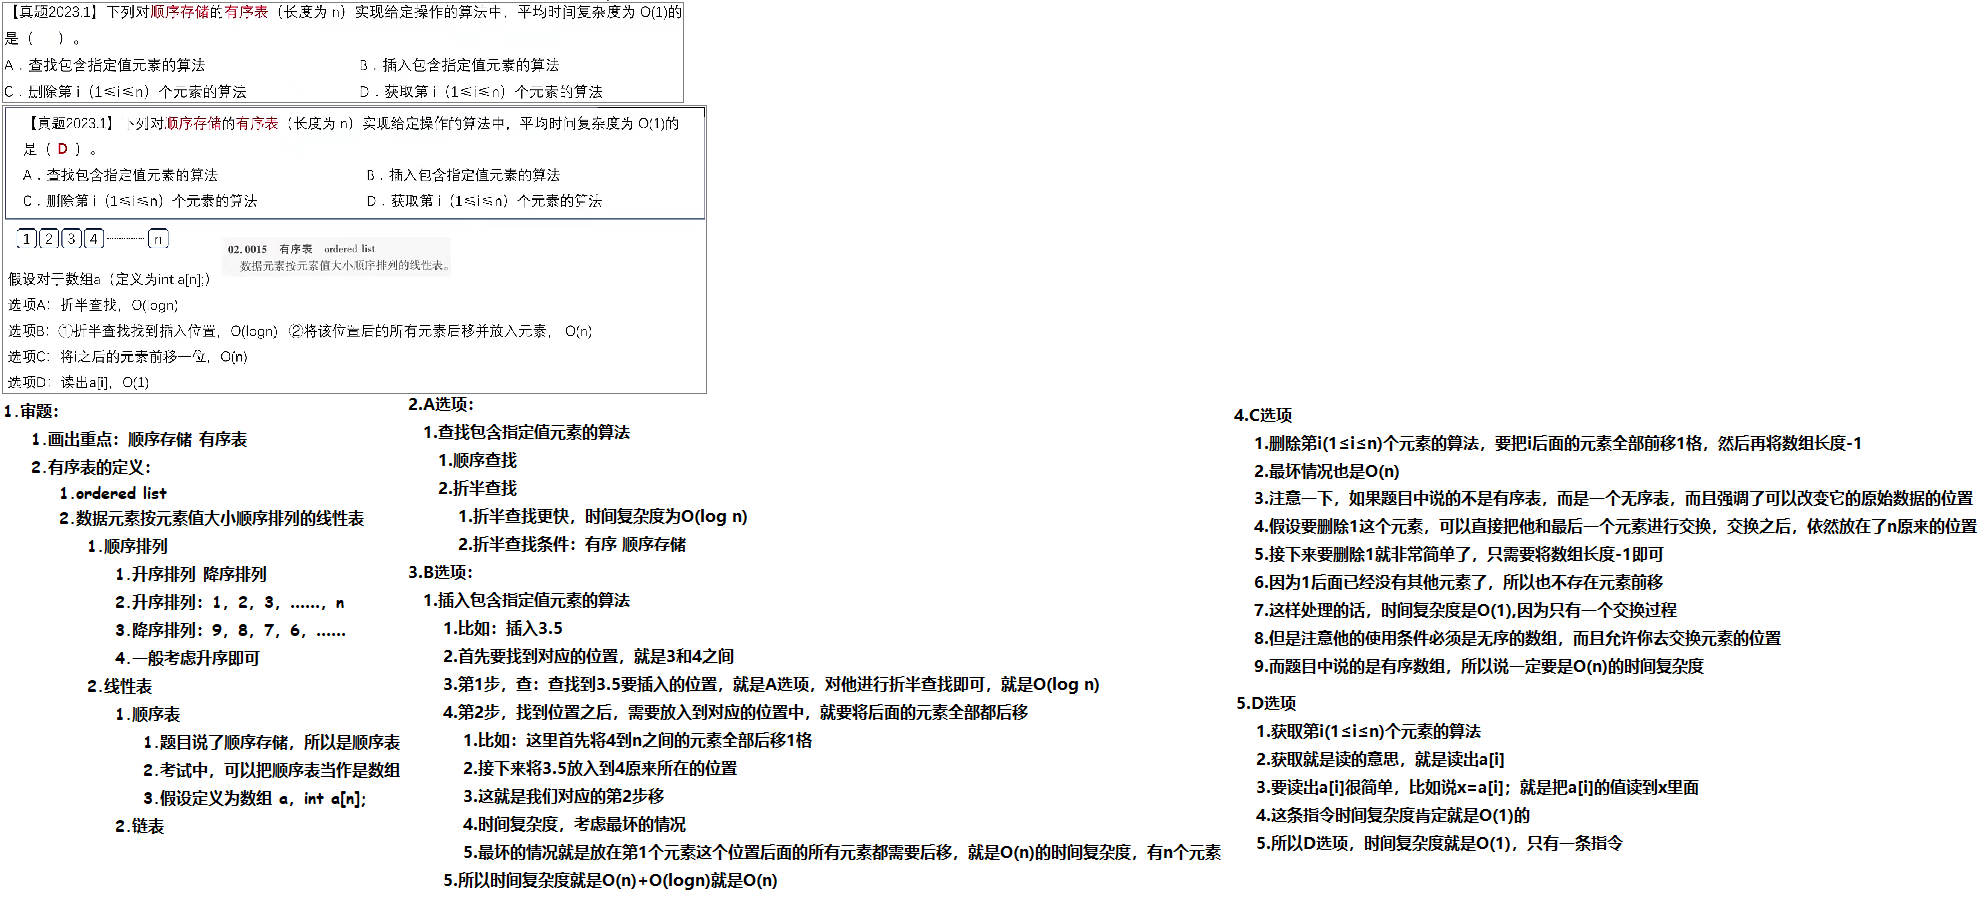 【真题2023.1】下列对顺序存储的有序表（长度为 n）实现给定操作的算法中，平均时间复杂度为 O(1)的
是（　）。
A．查找包含指定值元素的算法
B．插入包含指定值元素的算法
C．删除第 i（1≤i≤n）个元素的算法
D．获取第 i（1≤i≤n）个元素的算法
【真题2023.1】下列对顺序存储的有序表（长度为 n）实现给定操作的算法中，平均时间复杂度为 O(1)的
是（ D ）。
A．查找包含指定值元素的算法
B．插入包含指定值元素的算法
C．删除第 i（1≤i≤n）个元素的算法
D．获取第 i（1≤i≤n）个元素的算法
1 2 3 4 ┈┈ n
02.0015 有序表 ordered list
数据元素按元素值大小顺序排列的线性表。
假设对于数组a（定义为int a[n];）
选项A：折半查找，O(logn)
选项B：①折半查找找到插入位置，O(logn) ②将该位置后的所有元素后移并放入元素， O(n)
选项C：将i之后的元素前移一位，O(n)
选项D：读出a[i]，O(1)
1.审题：
1.画出重点：顺序存储 有序表
2.有序表的定义：
1.ordered list
2.数据元素按元素值大小顺序排列的线性表
1.顺序排列
1.升序排列 降序排列
2.升序排列：1，2，3，……，n
3.降序排列：9，8，7，6，……
4.一般考虑升序即可
2.线性表
1.顺序表
1.题目说了顺序存储，所以是顺序表
2.考试中，可以把顺序表当作是数组
3.假设定义为数组 a，int a[n];
2.链表
2.A选项：
1.查找包含指定值元素的算法
1.顺序查找
2.折半查找
1.折半查找更快，时间复杂度为O(log n)
2.折半查找条件：有序 顺序存储
3.B选项：
1.插入包含指定值元素的算法
1.比如：插入3.5
2.首先要找到对应的位置，就是3和4之间
3.第1步，查：查找到3.5要插入的位置，就是A选项，对他进行折半查找即可，就是O(log n)
4.第2步，找到位置之后，需要放入到对应的位置中，就要将后面的元素全部都后移
1.比如：这里首先将4到n之间的元素全部后移1格
2.接下来将3.5放入到4原来所在的位置
3.这就是我们对应的第2步移
4.时间复杂度，考虑最坏的情况
5.最坏的情况就是放在第1个元素这个位置后面的所有元素都需要后移，就是O(n)的时间复杂度，有n个元素
5.所以时间复杂度就是O(n)+O(logn)就是O(n)
4.C选项
1.删除第i(1≤i≤n)个元素的算法，要把i后面的元素全部前移1格，然后再将数组长度-1
2.最坏情况也是O(n)
3.注意一下，如果题目中说的不是有序表，而是一个无序表，而且强调了可以改变它的原始数据的位置
4.假设要删除1这个元素，可以直接把他和最后一个元素进行交换，交换之后，依然放在了n原来的位置
5.接下来要删除1就非常简单了，只需要将数组长度-1即可
6.因为1后面已经没有其他元素了，所以也不存在元素前移
7.这样处理的话，时间复杂度是O(1),因为只有一个交换过程
8.但是注意他的使用条件必须是无序的数组，而且允许你去交换元素的位置
9.而题目中说的是有序数组，所以说一定要是O(n)的时间复杂度
5.D选项
1.获取第i(1≤i≤n)个元素的算法
2.获取就是读的意思，就是读出a[i]
3.要读出a[i]很简单，比如说x=a[i]；就是把a[i]的值读到x里面
4.这条指令时间复杂度肯定就是O(1)的
5.所以D选项，时间复杂度就是O(1)，只有一条指令